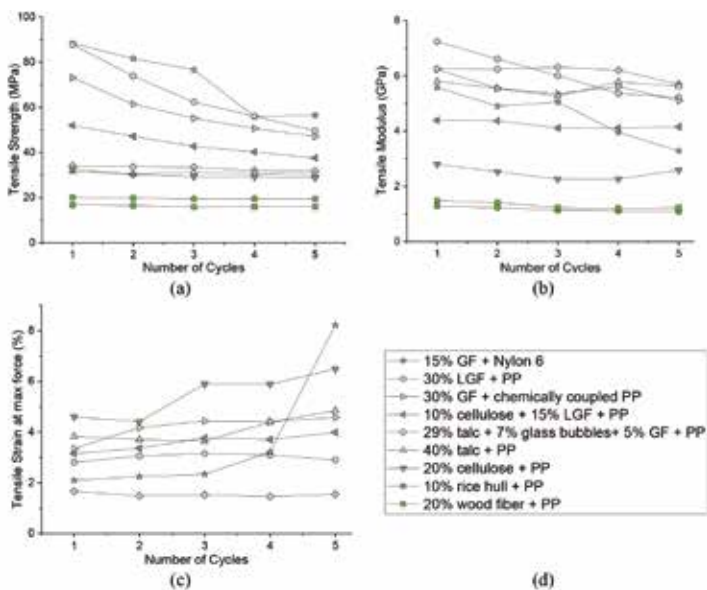 100
80
60
40
20
0
Tensile Strength (MPa)
1 2 3 4 5
Number of Cycles
(a)
8
6
4
2
0
Tensile Modulus (GPa)
1 2 3 4 5
Number of Cycles
(b)
8
6
4
2
0
Tensile Strain at max force (%)
1 2 3 4 5
Number of Cycles
(c)
15% GF + Nylon 6
30% LGF + PP
30% GF + chemically coupled PP
10% cellulose + 15% LGF + PP
29% talc + 7% glass bubbles+ 5% GF + PP
40% talc + PP
20% cellulose + PP
10% rice hull + PP
20% wood fiber + PP
(d)